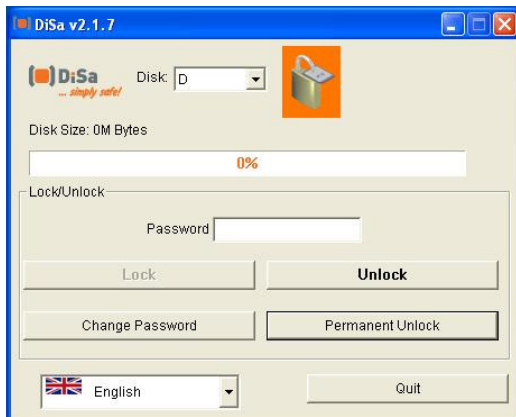 DiSa v2.1.7
DiSa
... simply safe!
Disk: D
Disk Size: 0M Bytes
0%
Lock/Unlock
Password
Lock Unlock
Change Password Permanent Unlock
English Quit